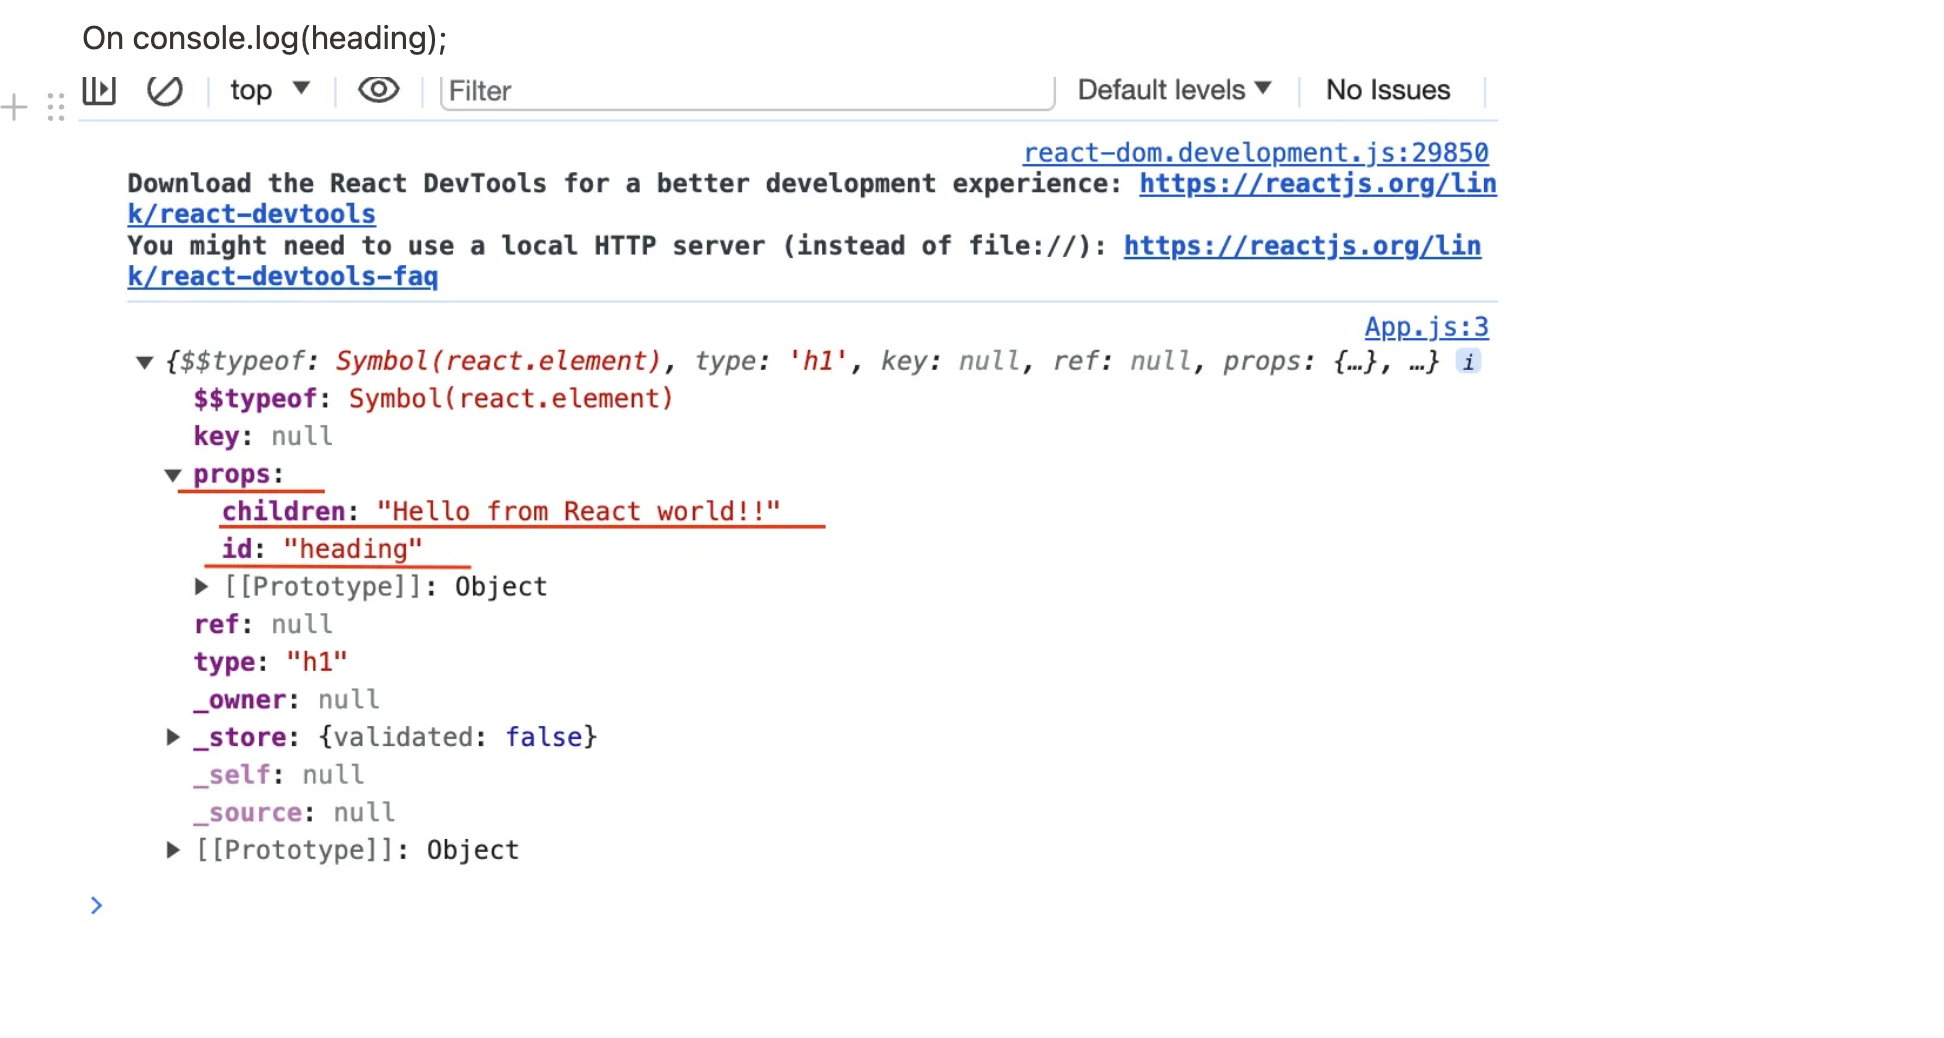 On console.log(heading);
top ▼ Filter Default levels ▼ No Issues
react-dom.development.js:29850
Download the React DevTools for a better development experience: https://reactjs.org/lin
k/react-devtools
You might need to use a local HTTP server (instead of file://): https://reactjs.org/lin
k/react-devtools-faq
App.js:3
▼ {$$typeof: Symbol(react.element), type: 'h1', key: null, ref: null, props: {…}, …} i
$$typeof: Symbol(react.element)
key: null
▼ props:
children: "Hello from React world!!"
id: "heading"
▶ [[Prototype]]: Object
ref: null
type: "h1"
_owner: null
▶ _store: {validated: false}
_self: null
_source: null
▶ [[Prototype]]: Object
>